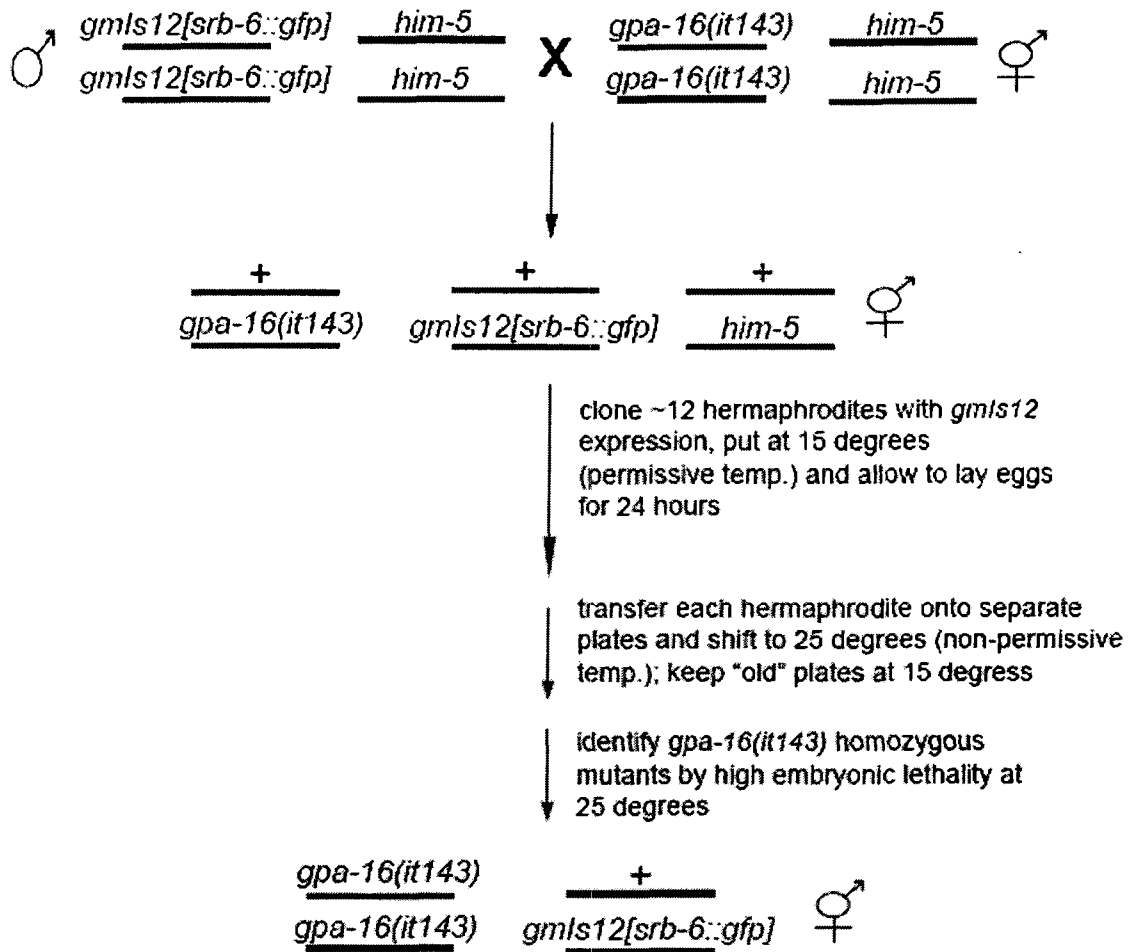 gmIs12[srb-6::gfp] him-5 X gpa-16(it143) him-5
gmIs12[srb-6::gfp] him-5 gpa-16(it143) him-5
+ + +
gpa-16(it143) gmIs12[srb-6::gfp] him-5
clone ~12 hermaphrodites with gmIs12
expression, put at 15 degrees
(permissive temp.) and allow to lay eggs
for 24 hours
transfer each hermaphrodite onto separate
plates and shift to 25 degrees (non-permissive
temp.); keep "old" plates at 15 degress
identify gpa-16(it143) homozygous
mutants by high embryonic lethality at
25 degrees
gpa-16(it143) +
gpa-16(it143) gmIs12[srb-6::gfp]